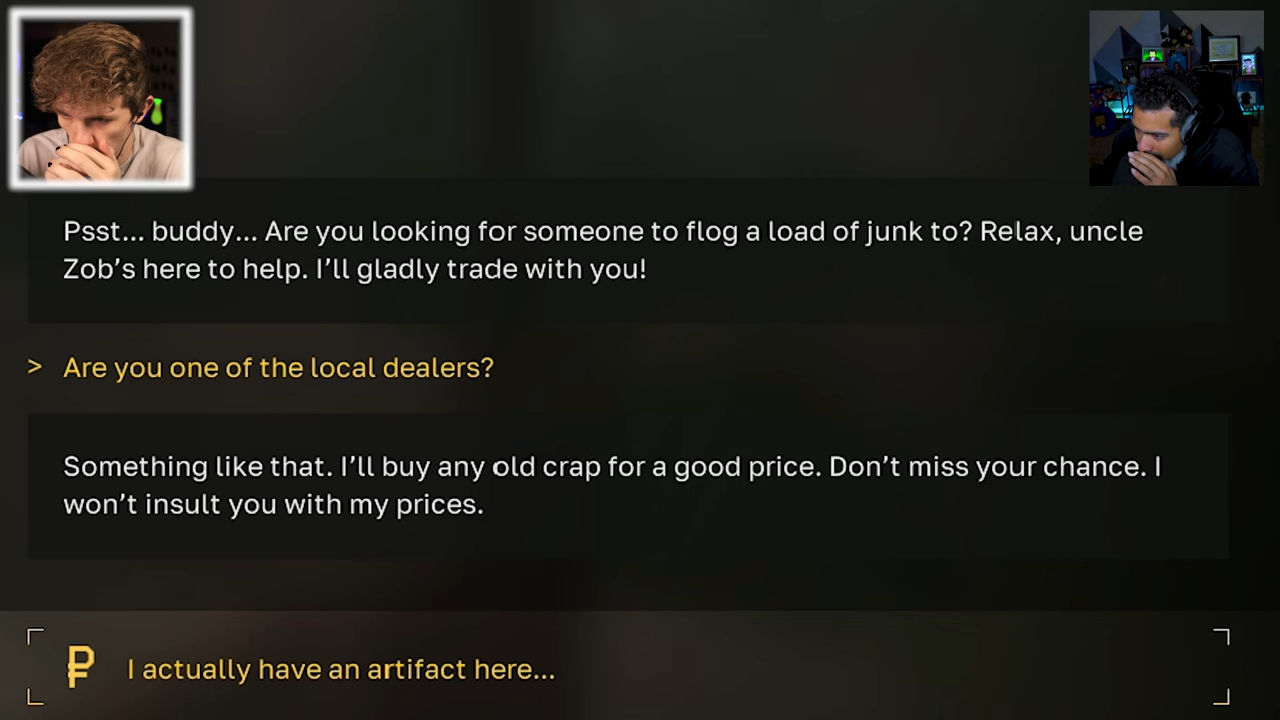 Psst... buddy... Are you looking for someone to flog a load of junk to? Relax, uncle
Zob's here to help. I'll gladly trade with you!
> Are you one of the local dealers?
Something like that. I'll buy any old crap for a good price. Don't miss your chance. I
won't insult you with my prices.
₽ I actually have an artifact here...